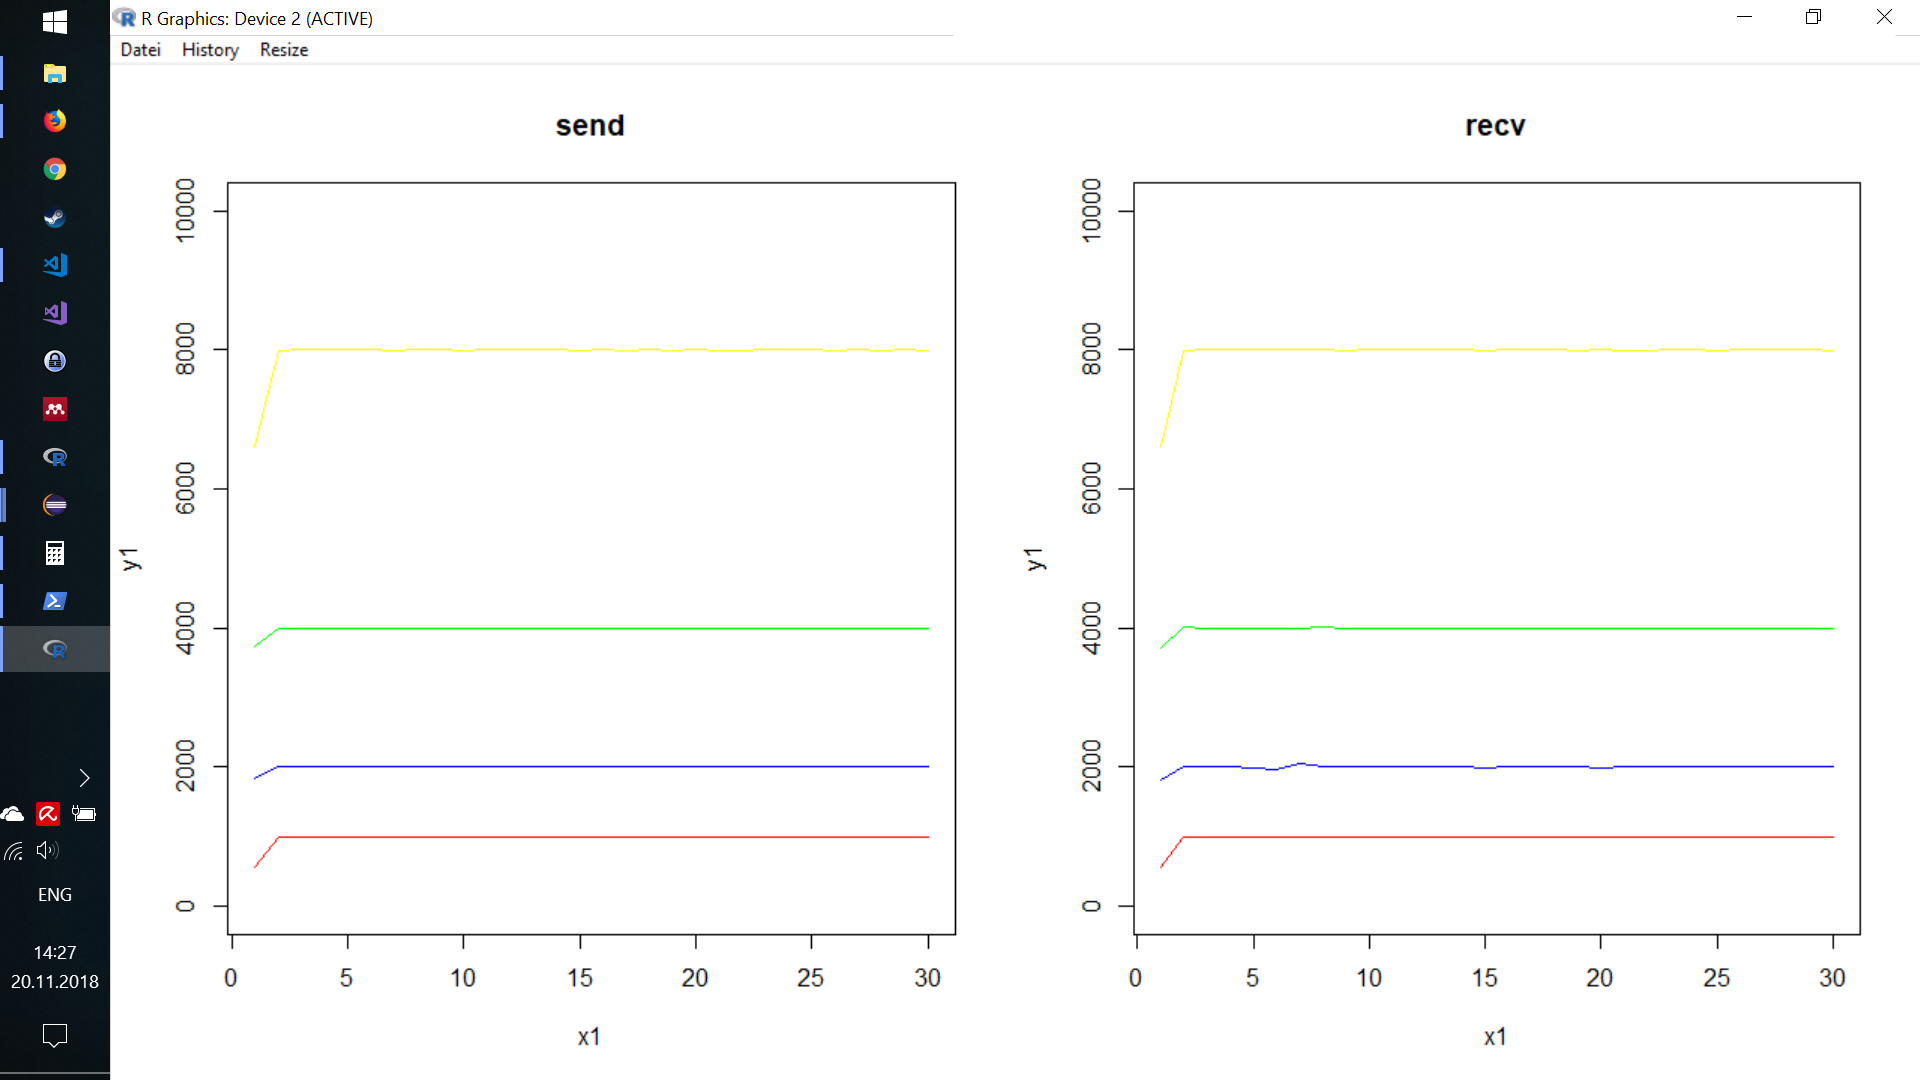 R Graphics: Device 2 (ACTIVE)
Datei History Resize
send
10000
8000
6000
4000
2000
0
y1
0 5 10 15 20 25 30
x1
recv
10000
8000
6000
4000
2000
0
y1
0 5 10 15 20 25 30
x1
ENG
14:27
20.11.2018